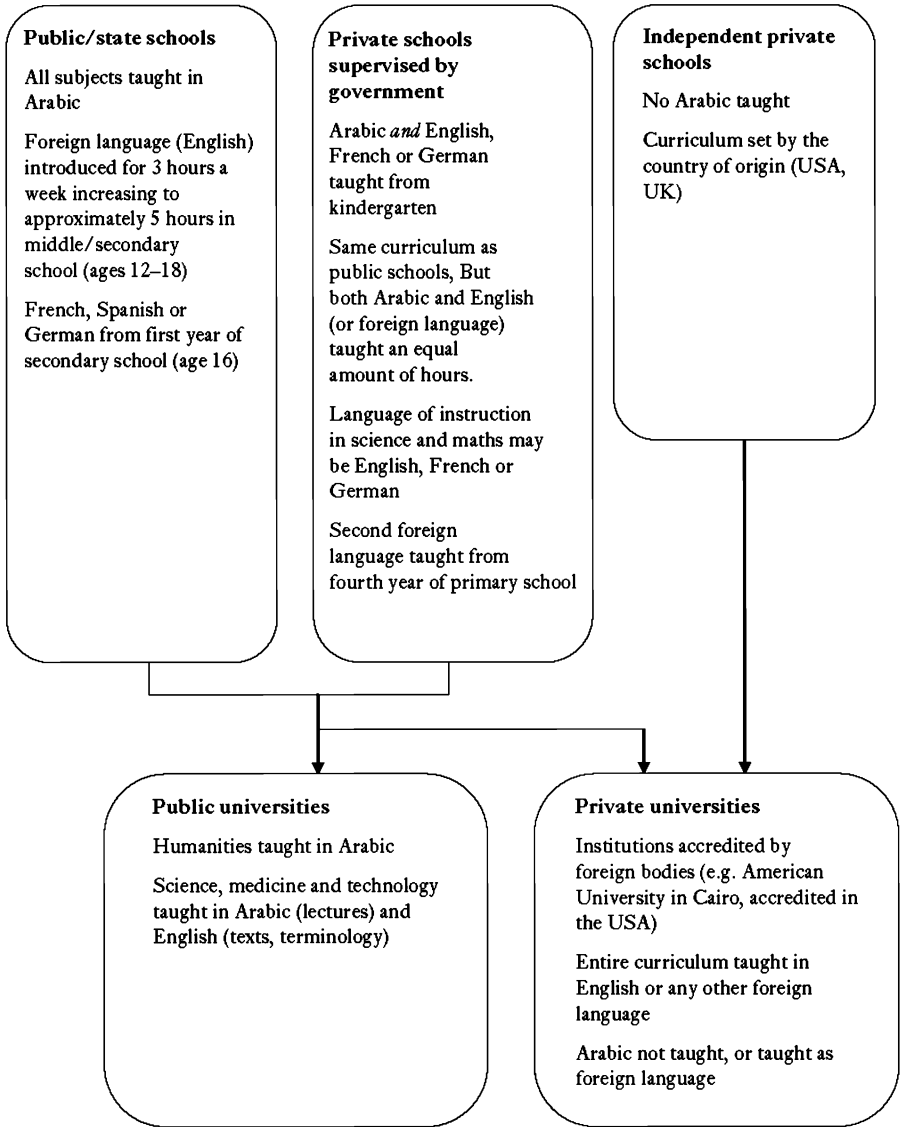 Public/state schools
All subjects taught in
Arabic
Foreign language (English)
introduced for 3 hours a
week increasing to
approximately 5 hours in
middle/secondary
school (ages 12–18)
French, Spanish or
German from first year of
secondary school (age 16)
Private schools
supervised by
government
Arabic and English,
French or German
taught from
kindergarten
Same curriculum as
public schools, But
both Arabic and English
(or foreign language)
taught an equal
amount of hours.
Language of instruction
in science and maths may
be English, French or
German
Second foreign
language taught from
fourth year of primary school
Independent private
schools
No Arabic taught
Curriculum set by the
country of origin (USA,
UK)
Public universities
Humanities taught in Arabic
Science, medicine and technology
taught in Arabic (lectures) and
English (texts, terminology)
Private universities
Institutions accredited by
foreign bodies (e.g. American
University in Cairo, accredited in
the USA)
Entire curriculum taught in
English or any other foreign
language
Arabic not taught, or taught as
foreign language